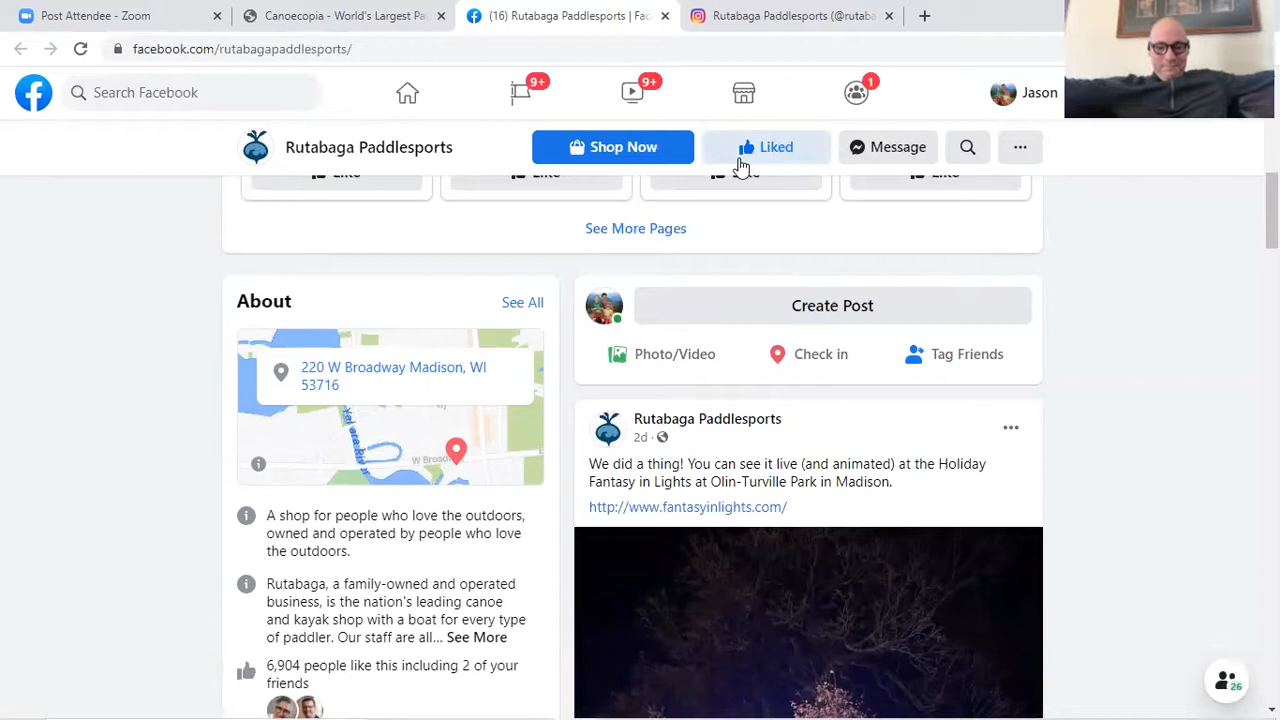 Post Attendee - Zoom
Canoecopia - World's Largest Pa
(16) Rutabaga Paddlesports | Fac
Rutabaga Paddlesports (@rutaba
facebook.com/rutabagapaddlesports/
Search Facebook
9+
9+
1
Jason
Rutabaga Paddlesports
Shop Now
Liked
Message
Like
Like
Like
See More Pages
About
See All
220 W Broadway Madison, WI
53716
W Broad
A shop for people who love the outdoors,
owned and operated by people who love
the outdoors.
Rutabaga, a family-owned and operated
business, is the nation's leading canoe
and kayak shop with a boat for every type
of paddler. Our staff are all... See More
6,904 people like this including 2 of your
friends
Create Post
Photo/Video
Check in
Tag Friends
Rutabaga Paddlesports
2d
We did a thing! You can see it live (and animated) at the Holiday
Fantasy in Lights at Olin-Turville Park in Madison.
http://www.fantasyinlights.com/
26